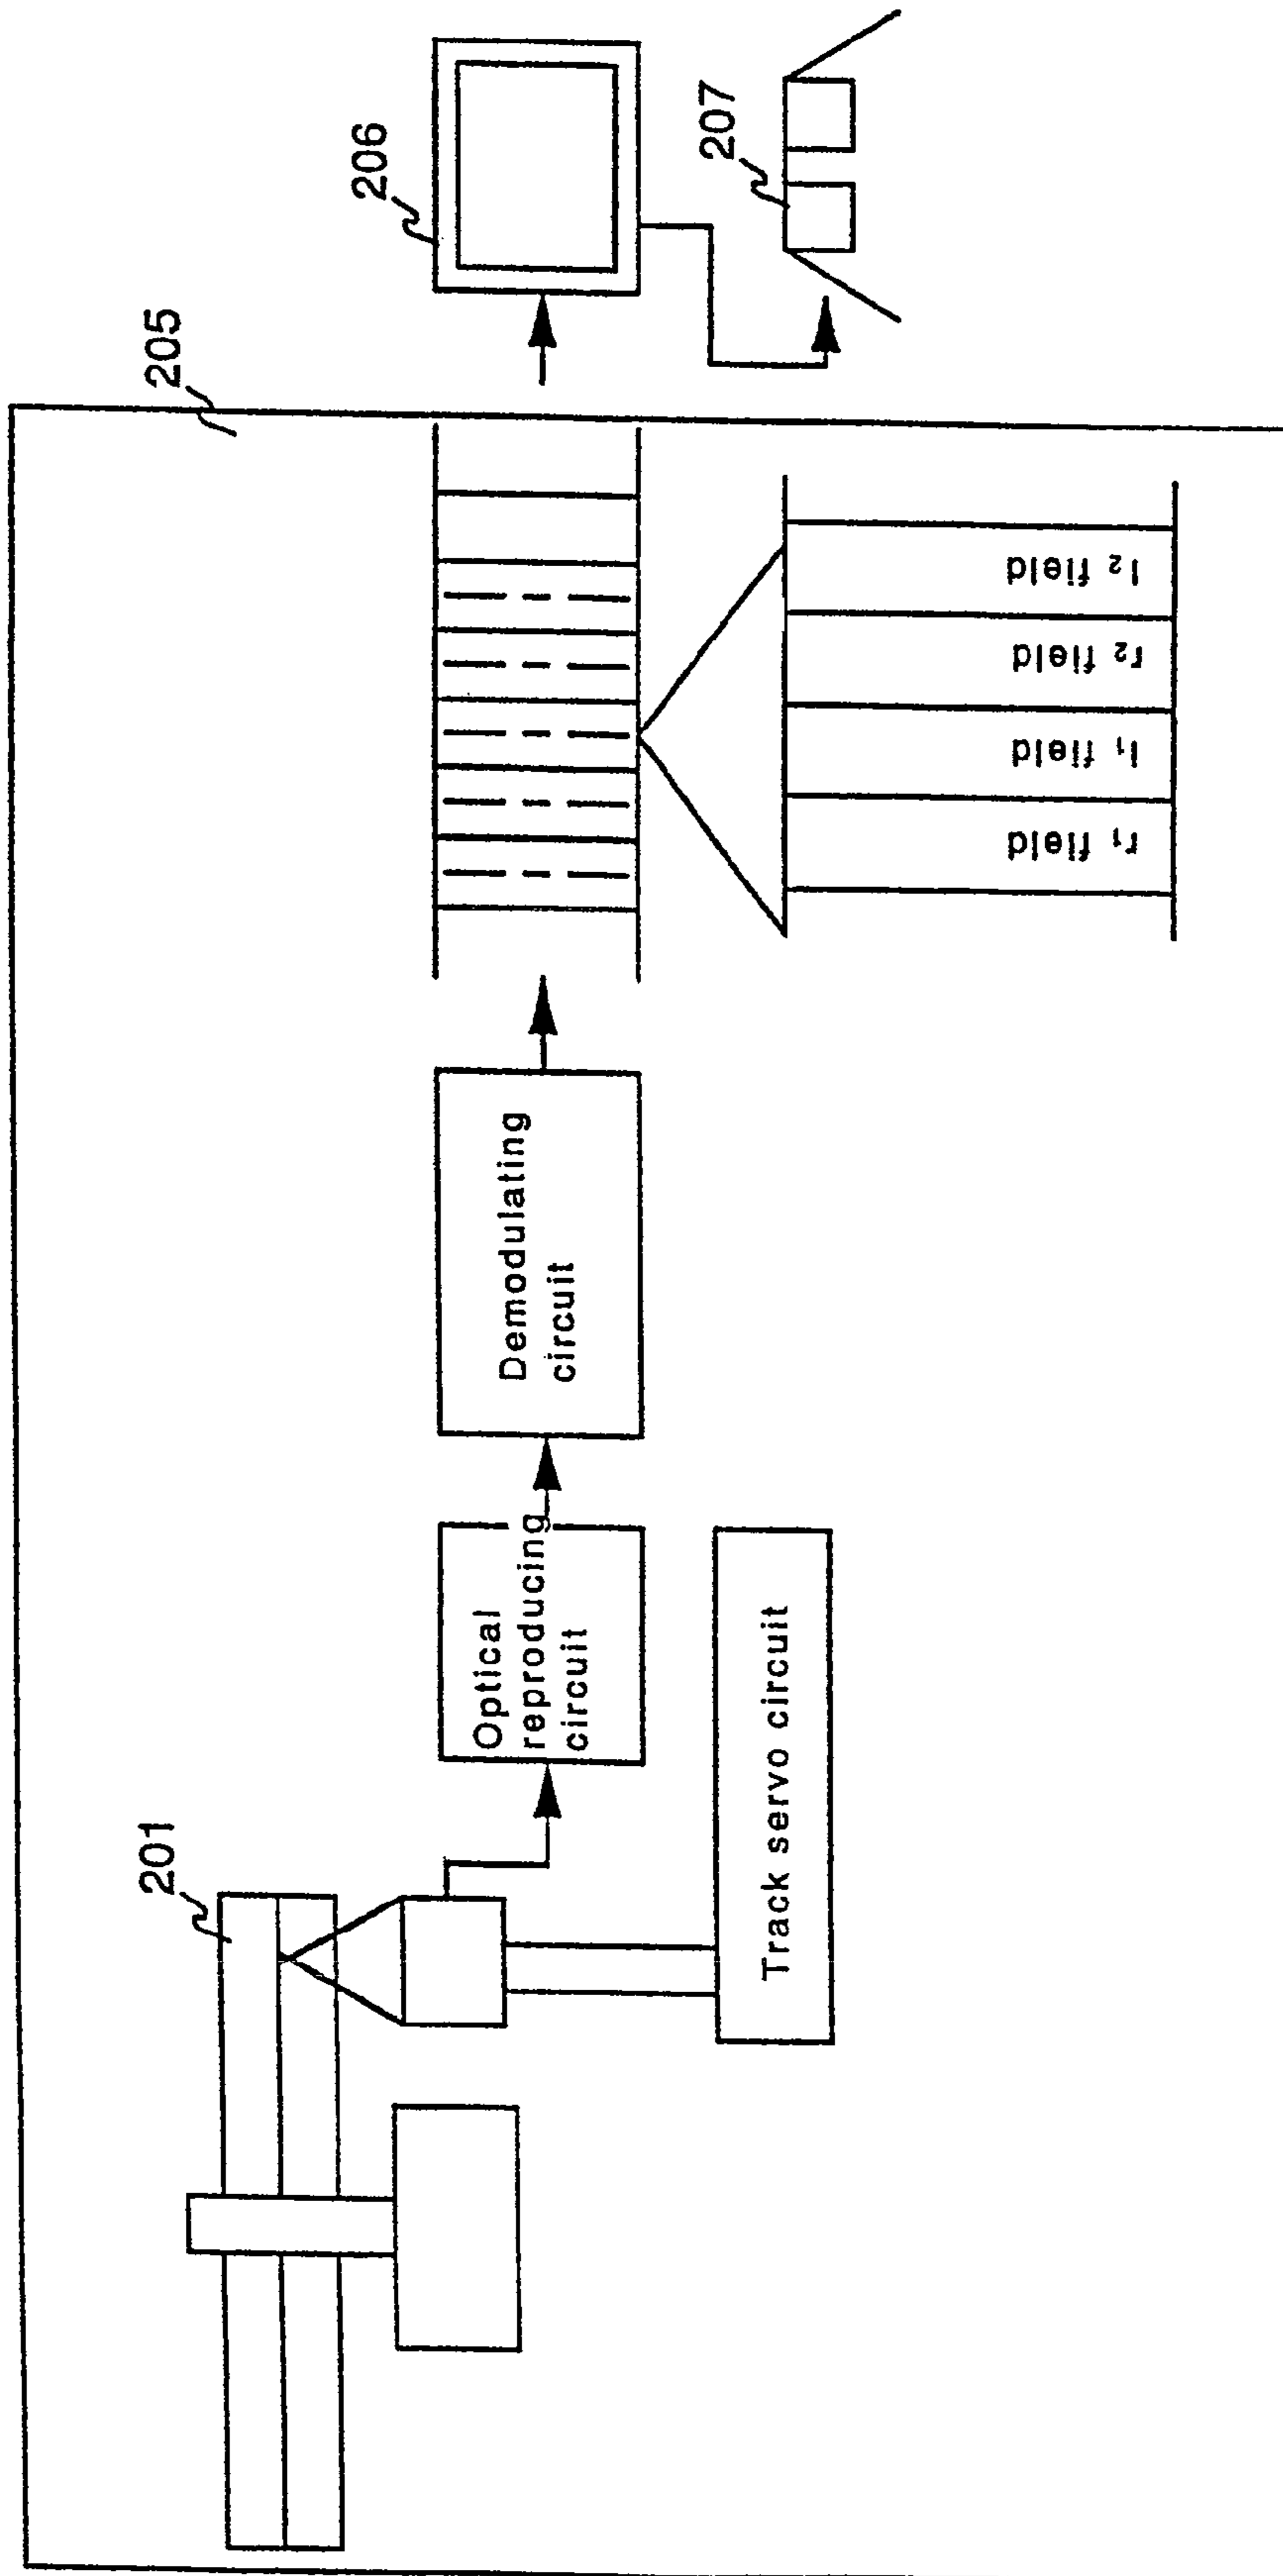 201
205
206
207
Optical
reproducing
circuit
Demodulating
circuit
Track servo circuit
r₁ field
l₁ field
r₂ field
l₂ field